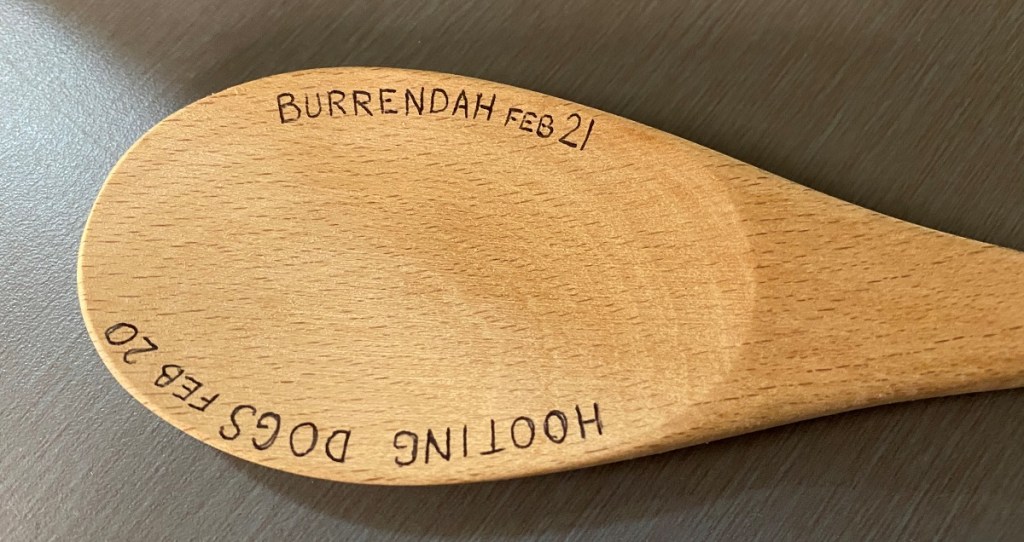 BURRENDAH FEB 21
HOOTING DOGS FEB 20